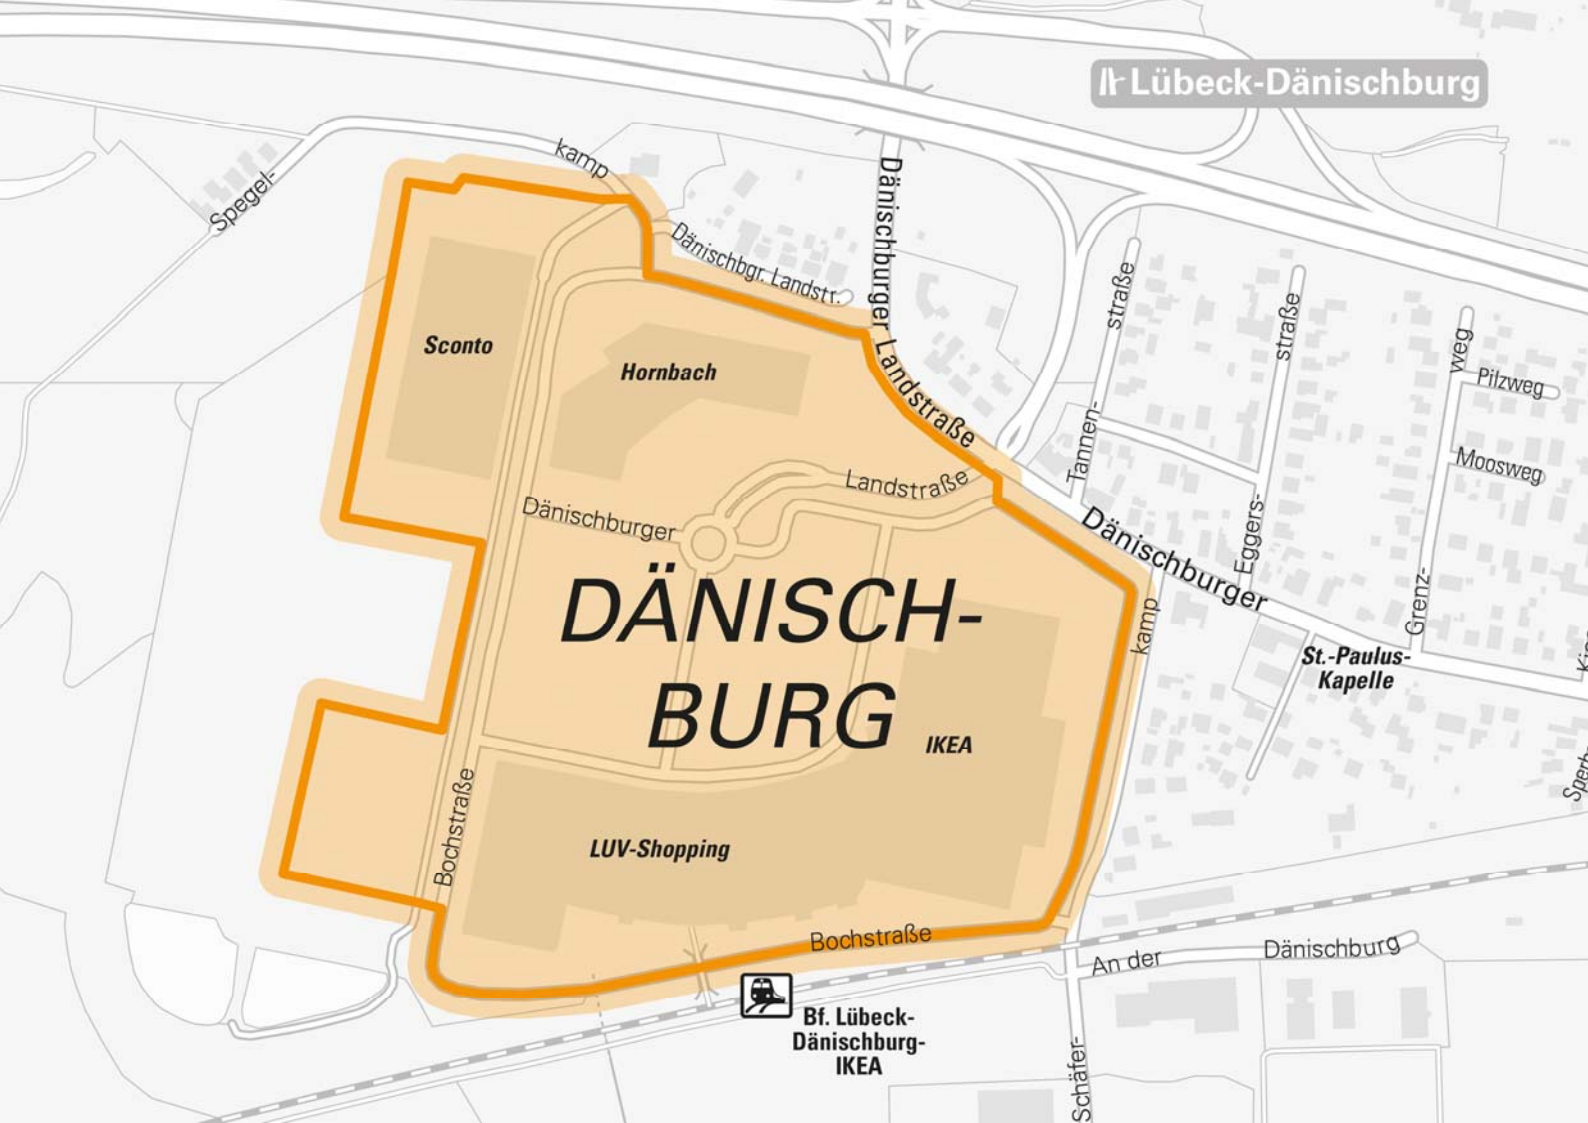 Lübeck-Dänischburg
kamp
Spegel-
Dänischburger Landstraße
Dänischbgr. Landstr.
straße
straße
weg
Pilzweg
Sconto
Hornbach
Tannen-
Moosweg
Landstraße
Dänischburger
Dänischburger
Eggers-
Grenz-
DÄNISCH-
BURG
kamp
St.-Paulus-
Kapelle
IKEA
Bochstraße
LUV-Shopping
Bochstraße
An der
Dänischburg
Bf. Lübeck-
Dänischburg-
IKEA
Schäfer-